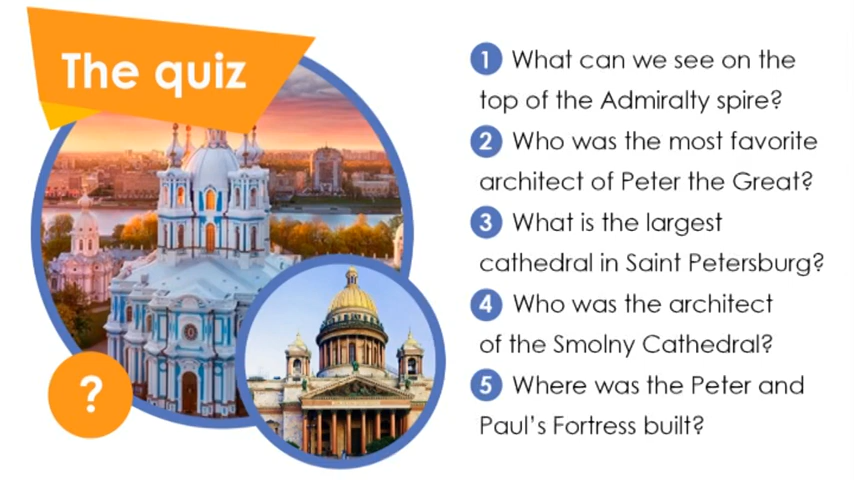 The quiz
1 What can we see on the
top of the Admiralty spire?
2 Who was the most favorite
architect of Peter the Great?
3 What is the largest
cathedral in Saint Petersburg?
4 Who was the architect
of the Smolny Cathedral?
5 Where was the Peter and
Paul’s Fortress built?
?